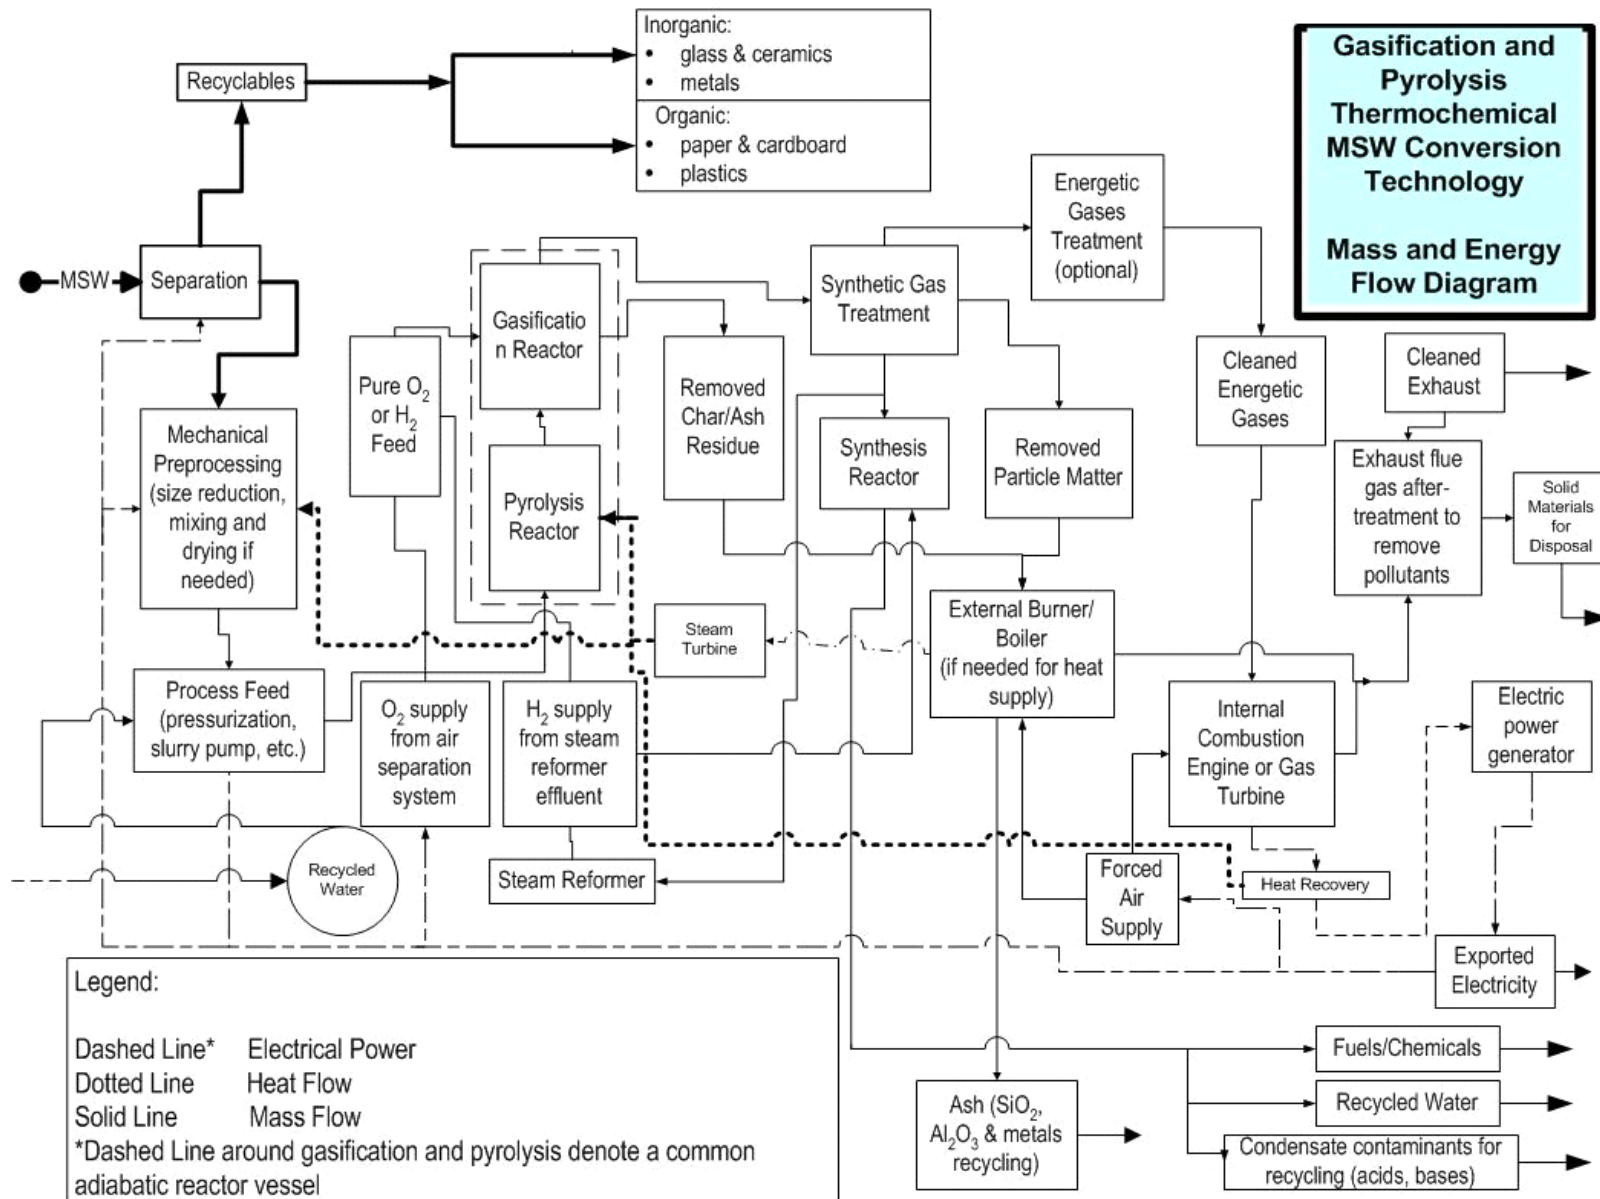 Gasification and
Pyrolysis
Thermochemical
MSW Conversion
Technology
Mass and Energy
Flow Diagram
Inorganic:
• glass & ceramics
• metals
Organic:
• paper & cardboard
• plastics
Recyclables
MSW
Separation
Energetic
Gases
Treatment
(optional)
Synthetic Gas
Treatment
Gasificatio
n Reactor
Pure O₂
or H₂
Feed
Removed
Char/Ash
Residue
Cleaned
Energetic
Gases
Cleaned
Exhaust
Mechanical
Preprocessing
(size reduction,
mixing and
drying if
needed)
Pyrolysis
Reactor
Synthesis
Reactor
Removed
Particle Matter
Exhaust flue
gas after-
treatment to
remove
pollutants
Solid
Materials
for
Disposal
Steam
Turbine
External Burner/
Boiler
(if needed for heat
supply)
Process Feed
(pressurization,
slurry pump, etc.)
O₂ supply
from air
separation
system
H₂ supply
from steam
reformer
effluent
Internal
Combustion
Engine or Gas
Turbine
Electric
power
generator
Recycled
Water
Steam Reformer
Forced
Air
Supply
Heat Recovery
Exported
Electricity
Legend:
Dashed Line* Electrical Power
Dotted Line Heat Flow
Solid Line Mass Flow
*Dashed Line around gasification and pyrolysis denote a common
adiabatic reactor vessel
Ash (SiO₂,
Al₂O₃ & metals
recycling)
Fuels/Chemicals
Recycled Water
Condensate contaminants for
recycling (acids, bases)